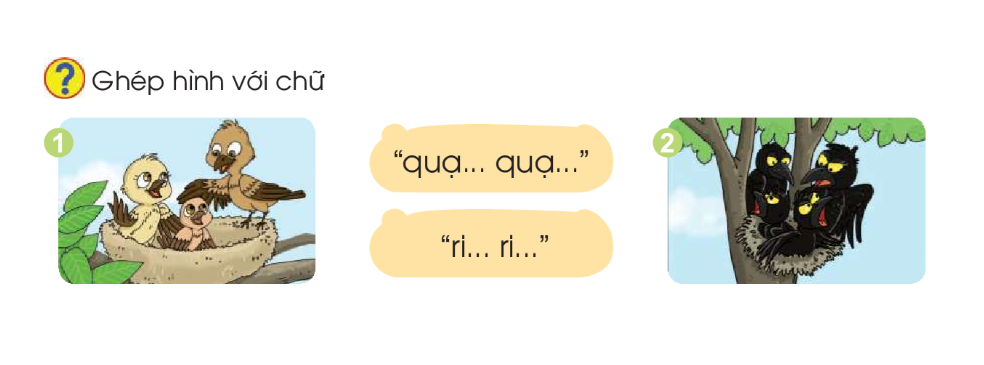 ? Ghép hình với chữ
1
“quạ... quạ...”
“ri... ri...”
2